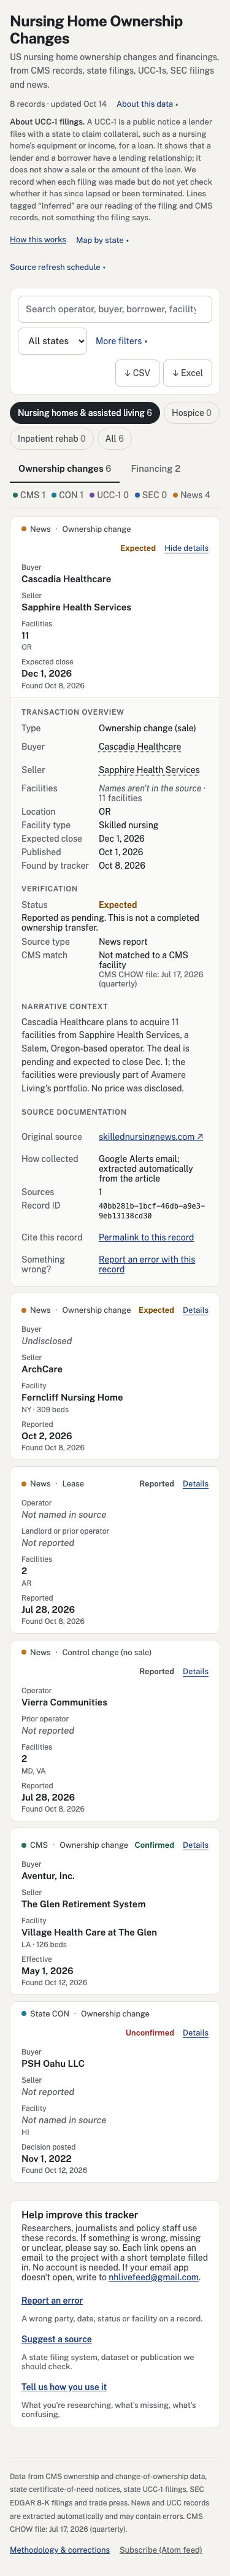 Nursing Home Ownership
Changes
US nursing home ownership changes and financings,
from CMS records, state filings, UCC-1s, SEC filings
and news.
8 records · updated Oct 14 About this data ▴
About UCC-1 filings. A UCC-1 is a public notice a lender
files with a state to claim collateral, such as a nursing
home's equipment or income, for a loan. It shows that a
lender and a borrower have a lending relationship; it
does not show a sale or the amount of the loan. We
record when each filing was made but do not yet check
whether it has since lapsed or been terminated. Lines
tagged “Inferred” are our reading of the filing and CMS
records, not something the filing says.
How this works Map by state ▾
Source refresh schedule ▾
Search operator, buyer, borrower, facility
All states More filters ▾
↓ CSV ↓ Excel
Nursing homes & assisted living 6 Hospice 0
Inpatient rehab 0 All 6
Ownership changes 6 Financing 2
CMS 1 CON 1 UCC-1 0 SEC 0 News 4
News · Ownership change
Expected Hide details
Buyer
Cascadia Healthcare
Seller
Sapphire Health Services
Facilities
11
OR
Expected close
Dec 1, 2026
Found Oct 8, 2026
TRANSACTION OVERVIEW
Type Ownership change (sale)
Buyer Cascadia Healthcare
Seller Sapphire Health Services
Facilities Names aren't in the source ·
11 facilities
Location OR
Facility type Skilled nursing
Expected close Dec 1, 2026
Published Oct 1, 2026
Found by tracker Oct 8, 2026
VERIFICATION
Status Expected
Reported as pending. This is not a completed
ownership transfer.
Source type News report
CMS match Not matched to a CMS
facility
CMS CHOW file: Jul 17, 2026
(quarterly)
NARRATIVE CONTEXT
Cascadia Healthcare plans to acquire 11
facilities from Sapphire Health Services, a
Salem, Oregon-based operator. The deal is
pending and expected to close Dec. 1; the
facilities were previously part of Avamere
Living's portfolio. No price was disclosed.
SOURCE DOCUMENTATION
Original source skillednursingnews.com ↗
How collected Google Alerts email;
extracted automatically
from the article
Sources 1
Record ID 40bb281b-1bcf-46db-a9e3-
9eb13138cd30
Cite this record Permalink to this record
Something Report an error with this
wrong? record
News · Ownership change Expected Details
Buyer
Undisclosed
Seller
ArchCare
Facility
Ferncliff Nursing Home
NY · 309 beds
Reported
Oct 2, 2026
Found Oct 8, 2026
News · Lease Reported Details
Operator
Not named in source
Landlord or prior operator
Not reported
Facilities
2
AR
Reported
Jul 28, 2026
Found Oct 8, 2026
News · Control change (no sale)
Reported Details
Operator
Vierra Communities
Prior operator
Not reported
Facilities
2
MD, VA
Reported
Jul 28, 2026
Found Oct 8, 2026
CMS · Ownership change Confirmed Details
Buyer
Aventur, Inc.
Seller
The Glen Retirement System
Facility
Village Health Care at The Glen
LA · 126 beds
Effective
May 1, 2026
Found Oct 12, 2026
State CON · Ownership change
Unconfirmed Details
Buyer
PSH Oahu LLC
Seller
Not reported
Facility
Not named in source
HI
Decision posted
Nov 1, 2022
Found Oct 12, 2026
Help improve this tracker
Researchers, journalists and policy staff use
these records. If something is wrong, missing
or unclear, please say so. Each link opens an
email to the project with a short template filled
in. No account is needed. If your email app
doesn't open, write to nhlivefeed@gmail.com.
Report an error
A wrong party, date, status or facility on a record.
Suggest a source
A state filing system, dataset or publication we
should check.
Tell us how you use it
What you're researching, what's missing, what's
confusing.
Data from CMS ownership and change-of-ownership data,
state certificate-of-need notices, state UCC-1 filings, SEC
EDGAR 8-K filings and trade press. News and UCC records
are extracted automatically and may contain errors. CMS
CHOW file: Jul 17, 2026 (quarterly).
Methodology & corrections Subscribe (Atom feed)